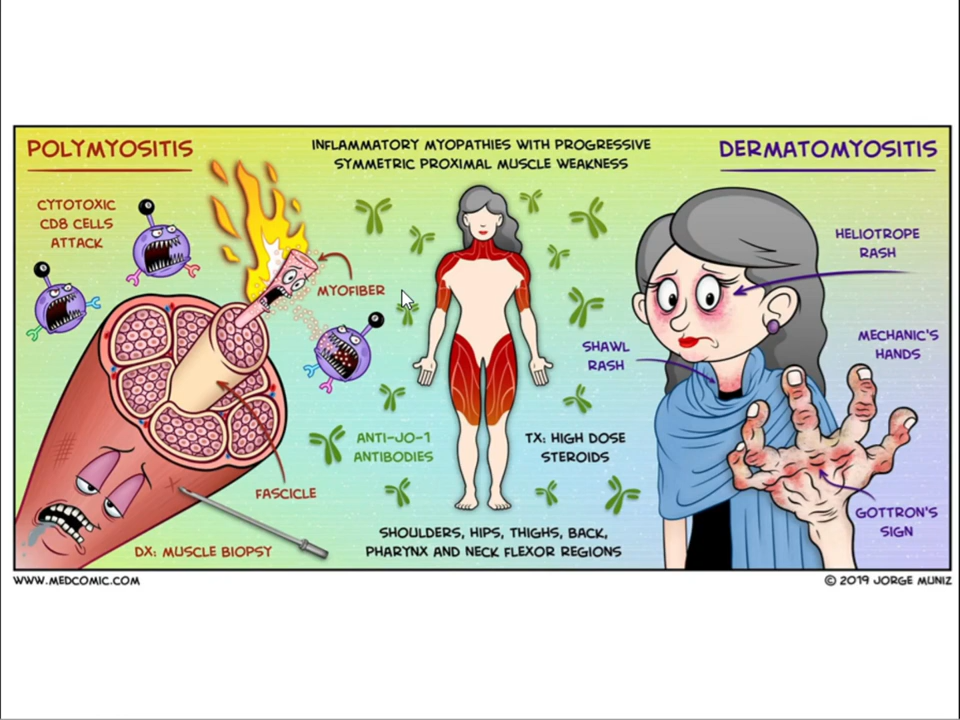 POLYMYOSITIS
INFLAMMATORY MYOPATHIES WITH PROGRESSIVE
SYMMETRIC PROXIMAL MUSCLE WEAKNESS
DERMATOMYOSITIS
CYTOTOXIC
CD8 CELLS
ATTACK
MYOFIBER
HELIOTROPE
RASH
SHAWL
RASH
MECHANIC'S
HANDS
ANTI-JO-1
ANTIBODIES
TX: HIGH DOSE
STEROIDS
FASCICLE
GOTTRON'S
SIGN
DX: MUSCLE BIOPSY
SHOULDERS, HIPS, THIGHS, BACK,
PHARYNX AND NECK FLEXOR REGIONS
WWW.MEDCOMIC.COM
© 2019 JORGE MUNIZ